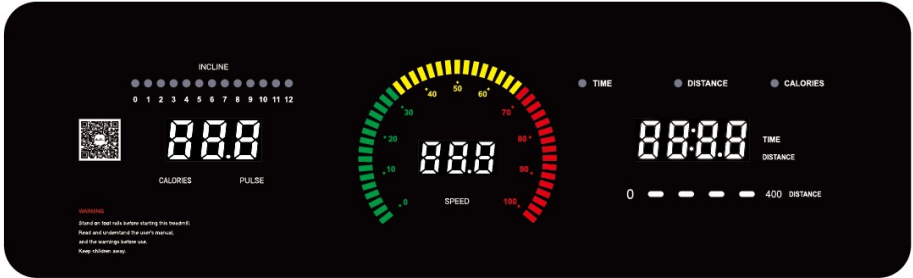 INCLINE
0 1 2 3 4 5 6 7 8 9 10 11 12
88.8
CALORIES PULSE
WARNING
Stand on foot rails before starting this treadmill.
Read and understand the user's manual,
and the warnings before use.
Keep children away.
0 10 20 30 40 50 60 70 80 90 100
88.8
SPEED
TIME DISTANCE CALORIES
88:8.8
TIME
DISTANCE
0 400 DISTANCE